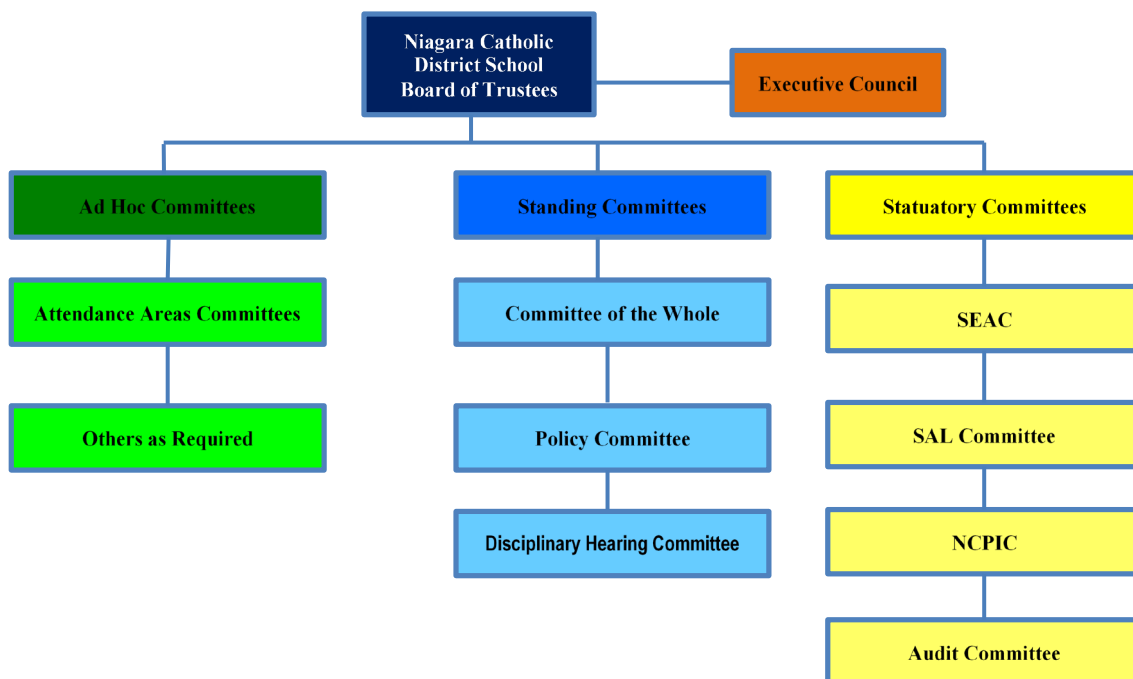 Niagara Catholic
District School
Board of Trustees
Executive Council
Ad Hoc Committees
Standing Committees
Statuatory Committees
Attendance Areas Committees
Committee of the Whole
SEAC
Others as Required
Policy Committee
SAL Committee
Disciplinary Hearing Committee
NCPIC
Audit Committee